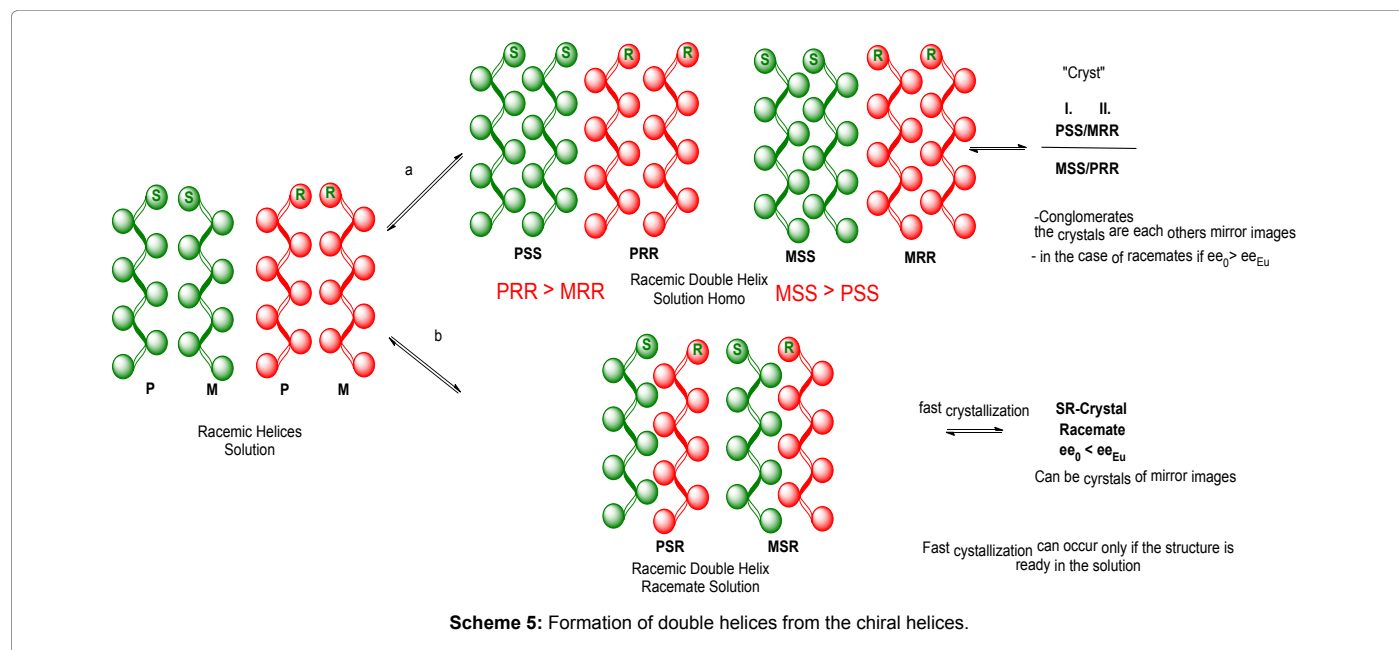 S S R R
PSS PRR
S S R R
MSS MRR
Racemic Double Helix
Solution Homo
PRR > MRR
MSS > PSS
"Cryst"
I. II.
PSS/MRR
MSS/PRR
-Conglomerates
the crystals are each others mirror images
- in the case of racemates if ee0> eeEu
a
S S R R
P M P M
Racemic Helices
Solution
b
S R S R
PSR MSR
Racemic Double Helix
Racemate Solution
fast crystallization
SR-Crystal
Racemate
ee0 < eeEu
Can be cyrstals of mirror images
Fast cystallization can occur only if the structure is
ready in the solution
Scheme 5: Formation of double helices from the chiral helices.